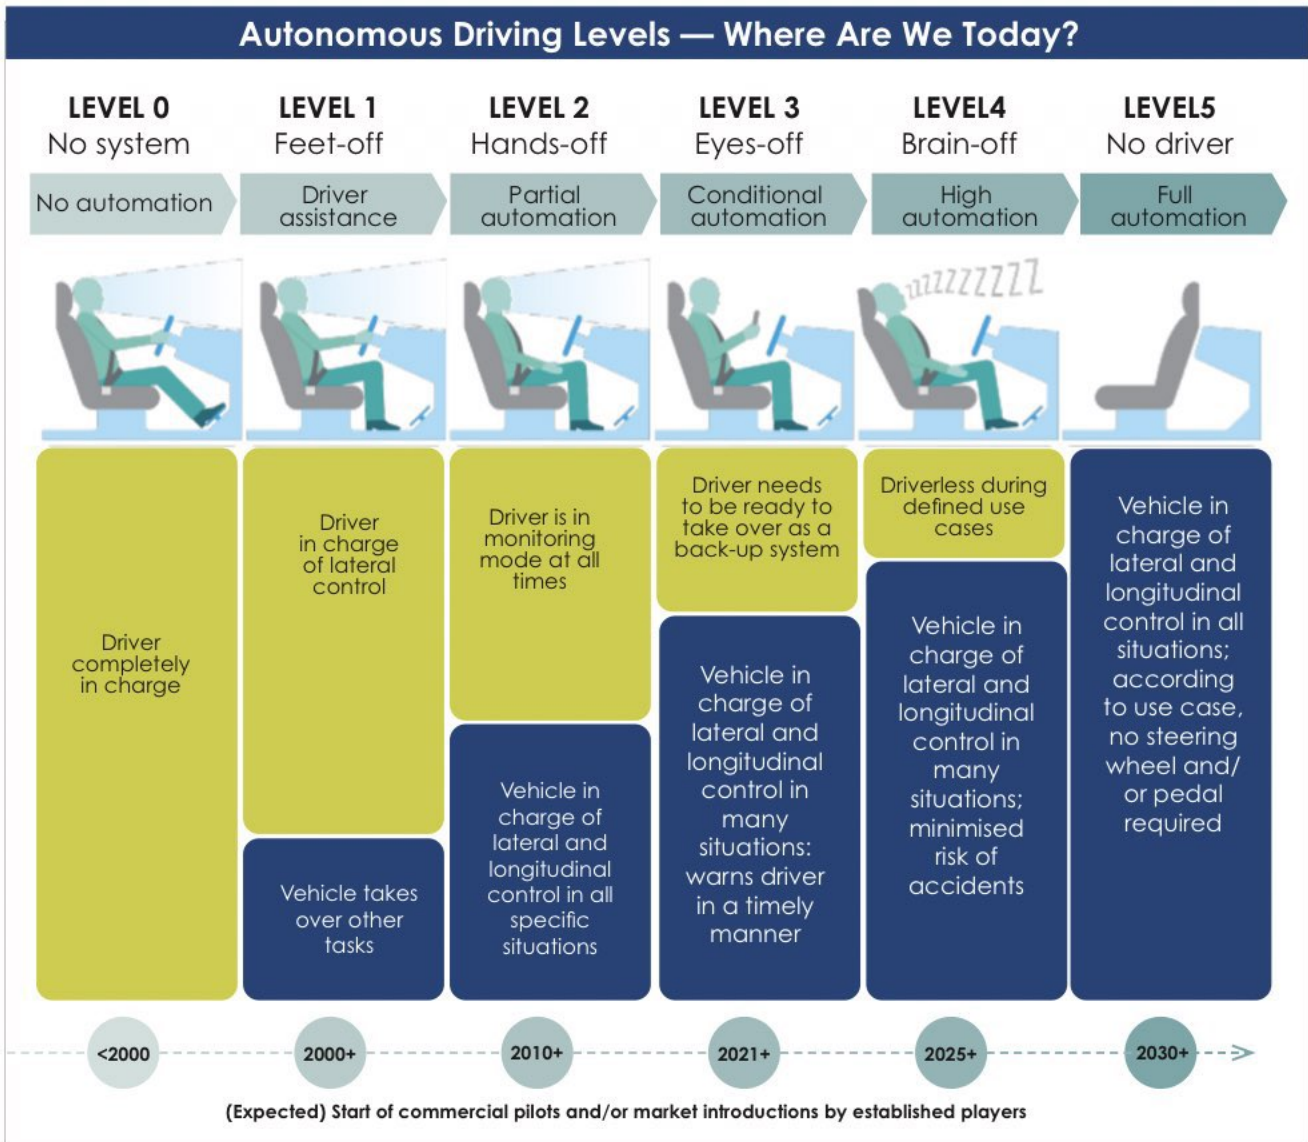 Autonomous Driving Levels — Where Are We Today?
LEVEL 0
No system
LEVEL 1
Feet-off
LEVEL 2
Hands-off
LEVEL 3
Eyes-off
LEVEL4
Brain-off
LEVEL5
No driver
No automation
Driver
assistance
Partial
automation
Conditional
automation
High
automation
Full
automation
zzzZZZZZZ
Driver
completely
in charge
Driver
in charge
of lateral
control
Vehicle takes
over other
tasks
Driver is in
monitoring
mode at all
times
Vehicle in
charge of
lateral and
longitudinal
control in all
specific
situations
Driver needs
to be ready to
take over as a
back-up system
Vehicle in
charge of
lateral and
longitudinal
control in
many
situations:
warns driver
in a timely
manner
Driverless during
defined use
cases
Vehicle in
charge of
lateral and
longitudinal
control in
many
situations;
minimised
risk of
accidents
Vehicle in
charge of
lateral and
longitudinal
control in all
situations;
according
to use case,
no steering
wheel and/
or pedal
required
<2000
2000+
2010+
2021+
2025+
2030+
(Expected) Start of commercial pilots and/or market introductions by established players